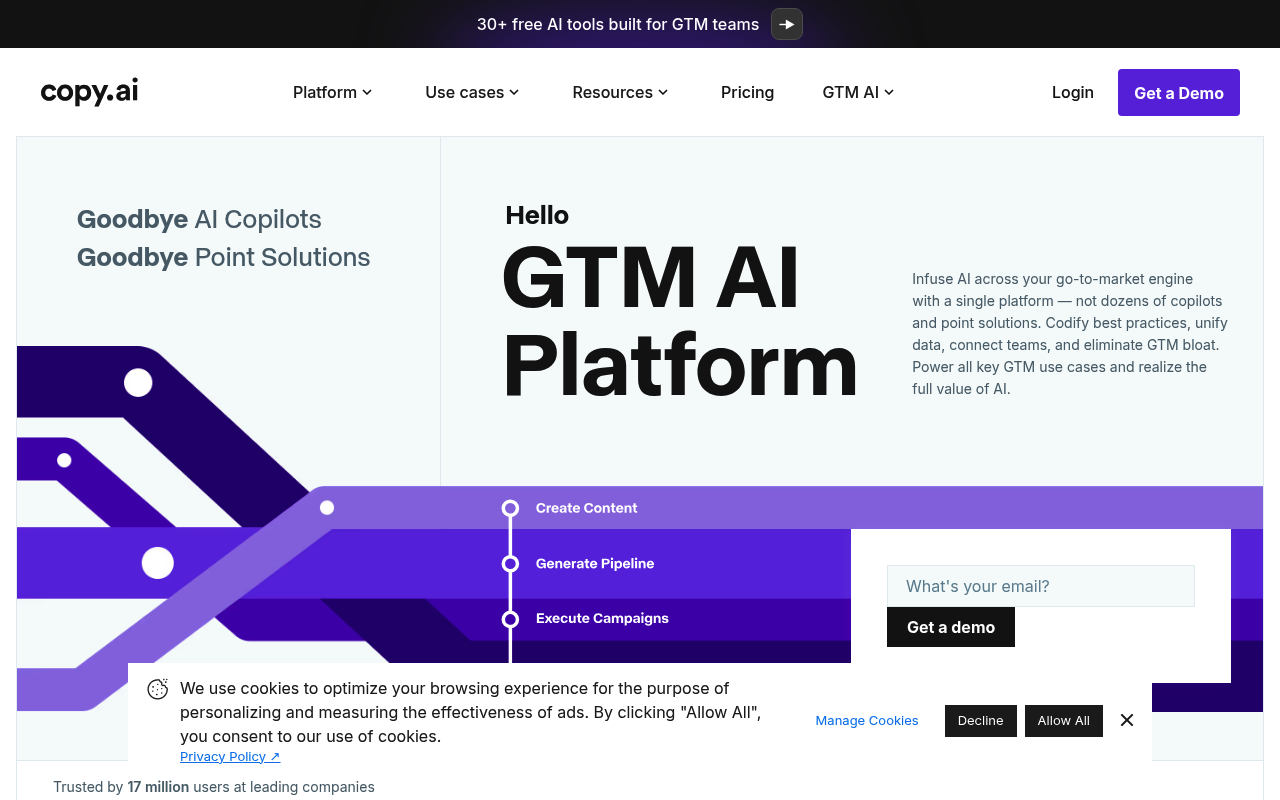 30+ free AI tools built for GTM teams
copy.ai
Platform
Use cases
Resources
Pricing
GTM AI
Login
Get a Demo
Goodbye AI Copilots
Goodbye Point Solutions
Hello
GTM AI
Platform
Infuse AI across your go-to-market engine
with a single platform — not dozens of copilots
and point solutions. Codify best practices, unify
data, connect teams, and eliminate GTM bloat.
Power all key GTM use cases and realize the
full value of AI.
Create Content
Generate Pipeline
Execute Campaigns
What's your email?
Get a demo
We use cookies to optimize your browsing experience for the purpose of
personalizing and measuring the effectiveness of ads. By clicking "Allow All",
you consent to our use of cookies.
Privacy Policy ↗
Manage Cookies
Decline
Allow All
Trusted by 17 million users at leading companies